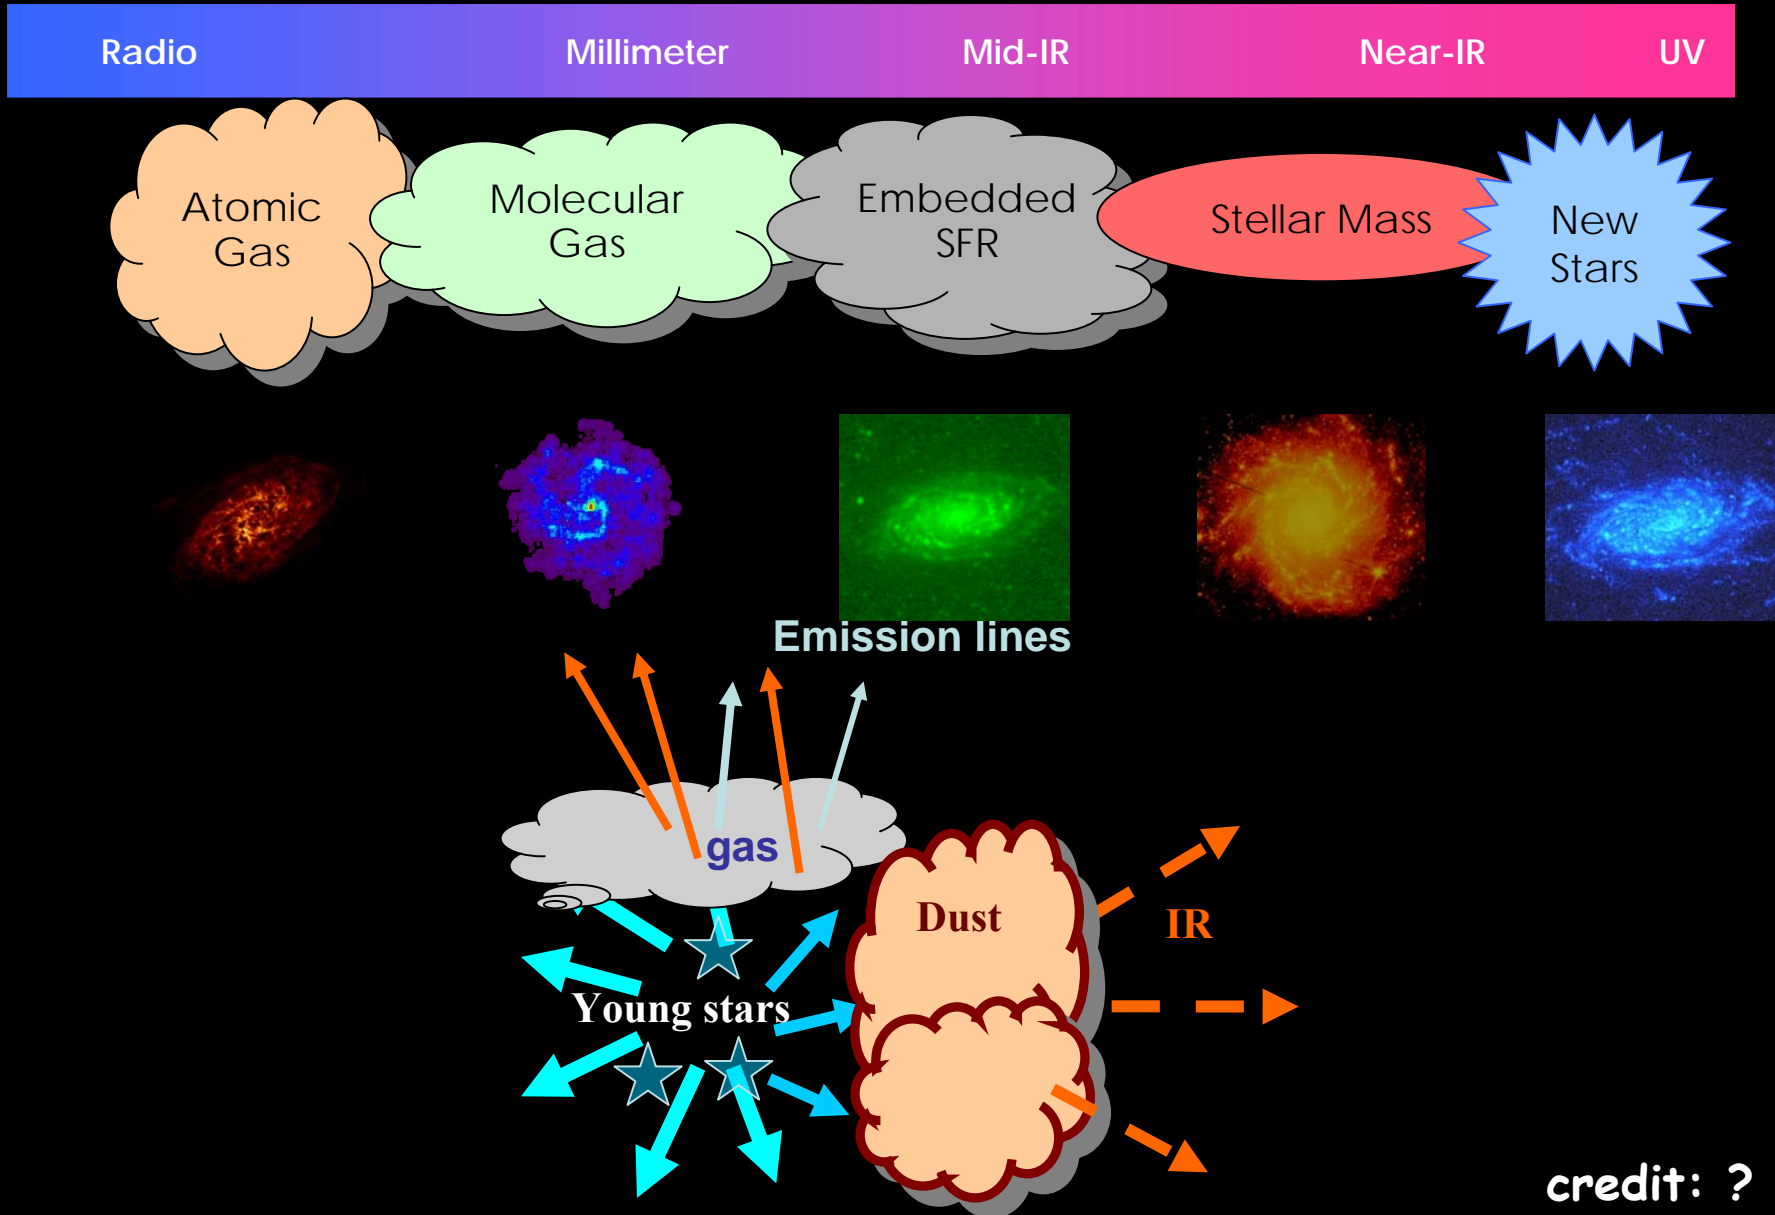 Radio Millimeter Mid-IR Near-IR UV
Atomic
Gas
Molecular
Gas
Embedded
SFR
Stellar Mass
New
Stars
Emission lines
gas
Dust
IR
Young stars
credit: ?